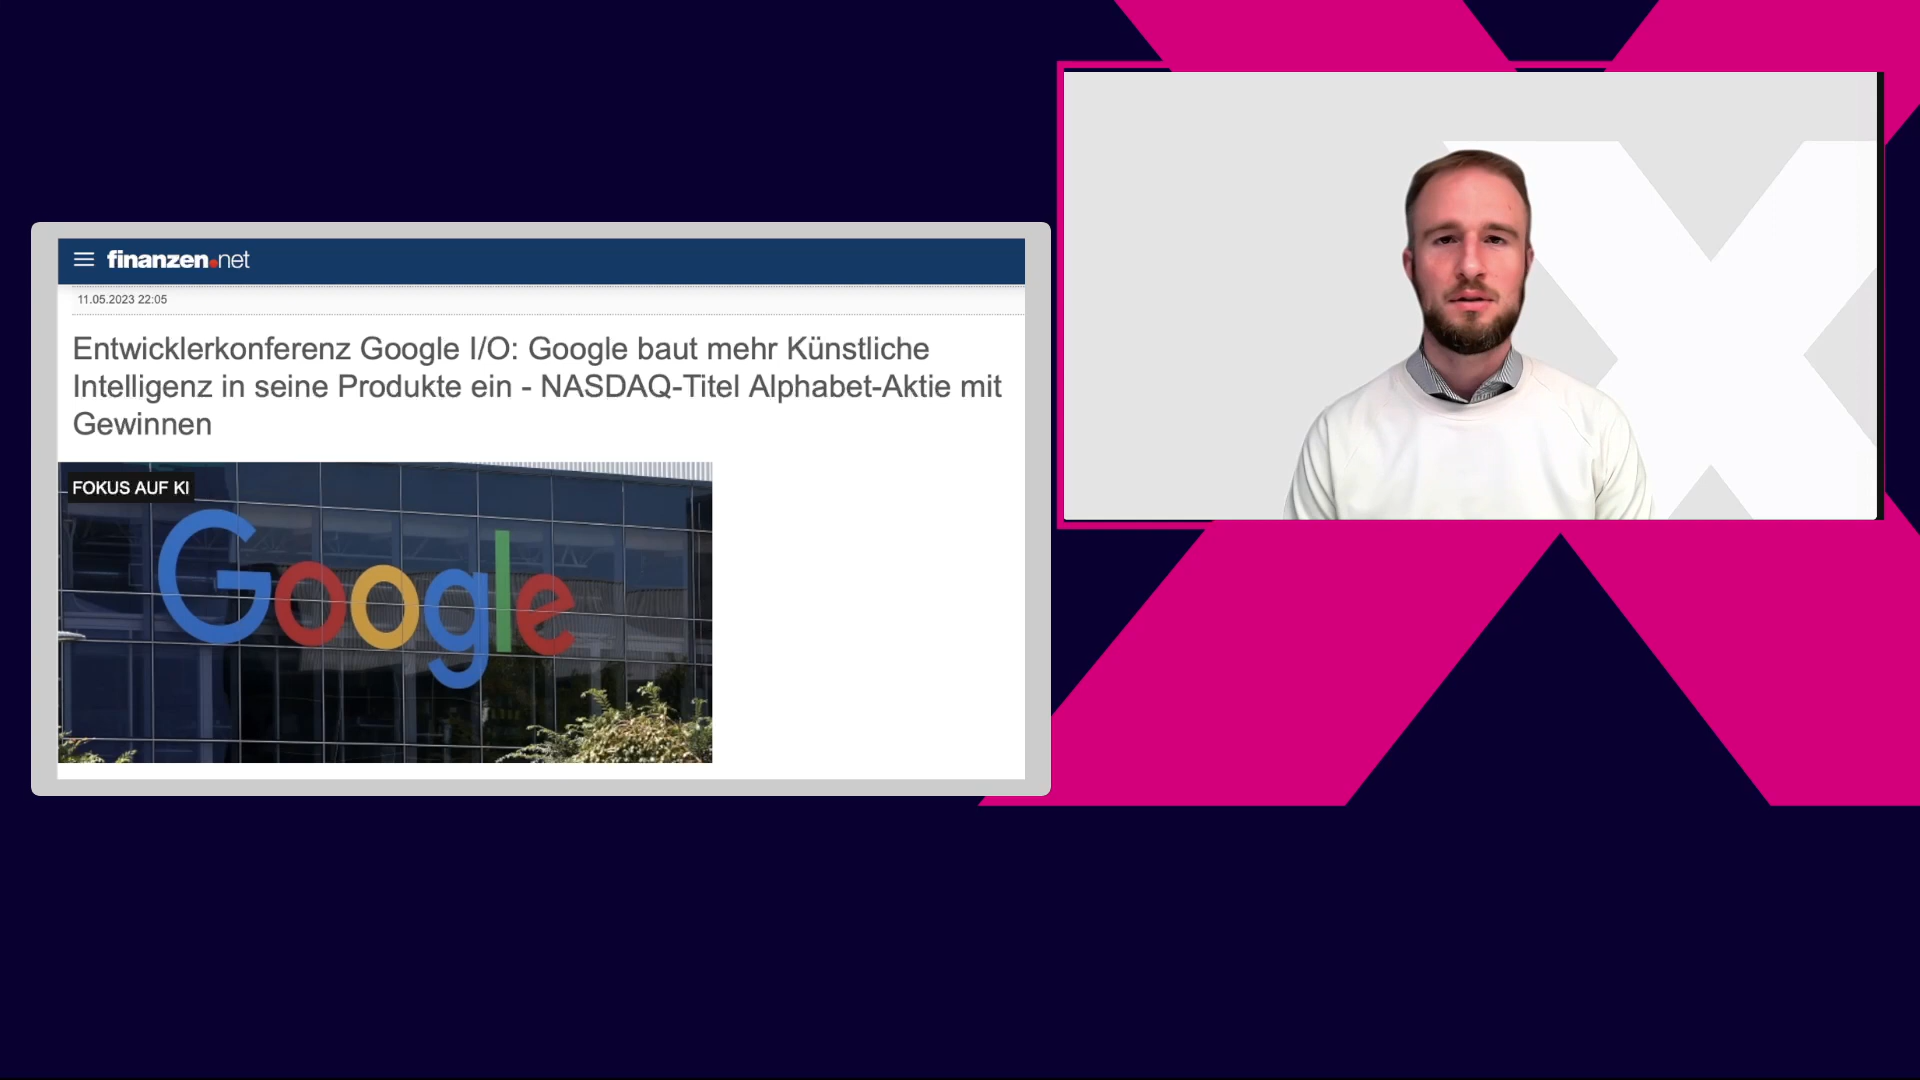 finanzen.net
11.05.2023 22:05
Entwicklerkonferenz Google I/O: Google baut mehr Künstliche
Intelligenz in seine Produkte ein - NASDAQ-Titel Alphabet-Aktie mit
Gewinnen
FOKUS AUF KI
Google